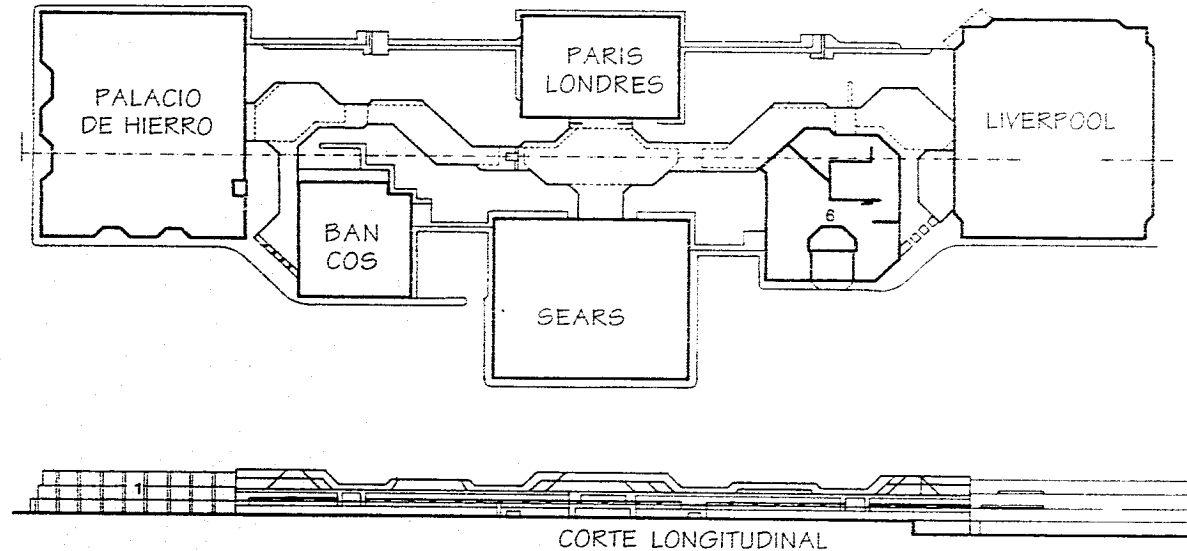 PALACIO
DE HIERRO
PARIS
LONDRES
LIVERPOOL
BAN
COS
6
SEARS
1
CORTE LONGITUDINAL